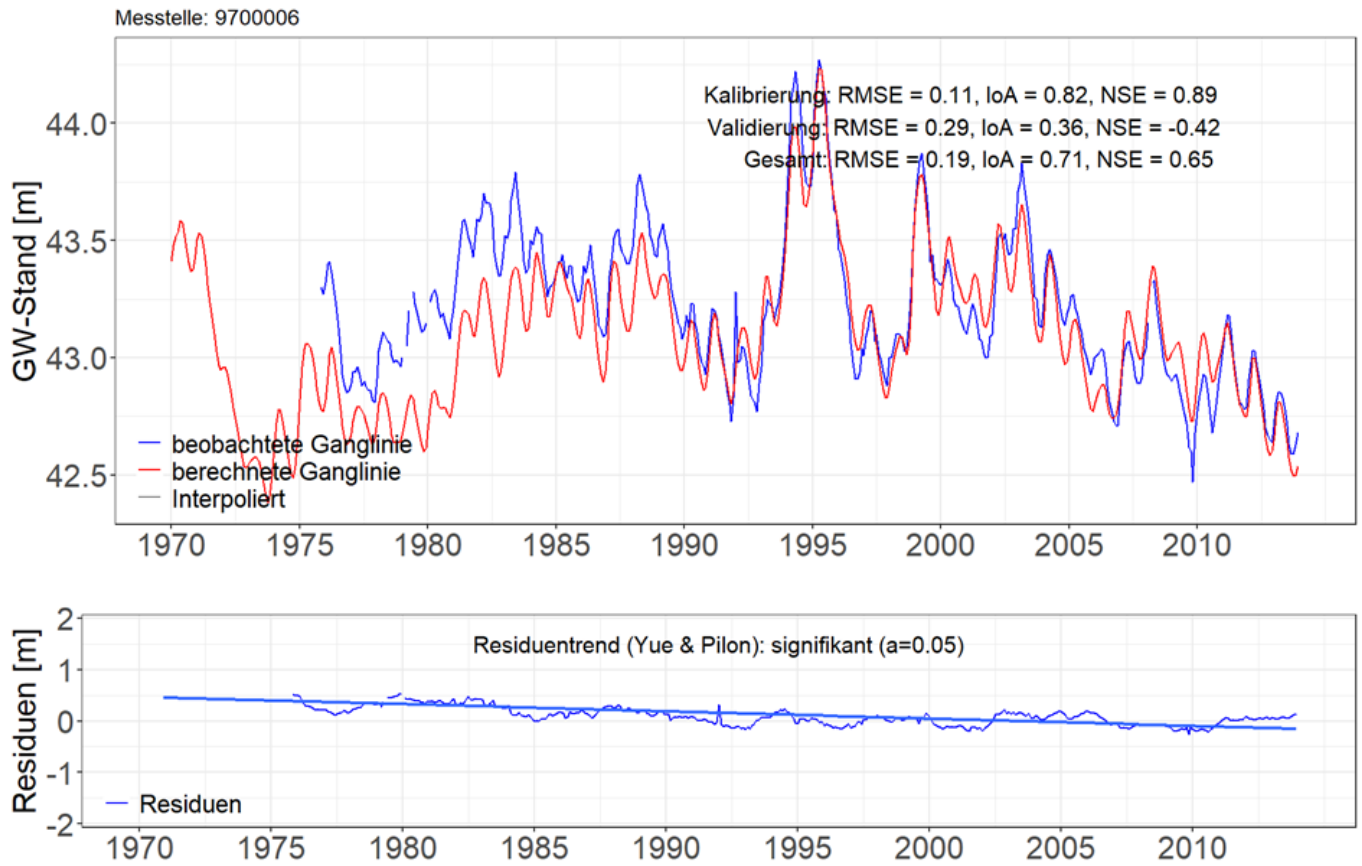 Messtelle: 9700006
Kalibrierung: RMSE = 0.11, IoA = 0.82, NSE = 0.89
Validierung: RMSE = 0.29, IoA = 0.36, NSE = -0.42
Gesamt: RMSE = 0.19, IoA = 0.71, NSE = 0.65
GW-Stand [m]
44.0
43.5
43.0
42.5
beobachtete Ganglinie
berechnete Ganglinie
Interpoliert
1970 1975 1980 1985 1990 1995 2000 2005 2010
Residuen [m]
2
1
0
-1
-2
Residuentrend (Yue & Pilon): signifikant (a=0.05)
Residuen
1970 1975 1980 1985 1990 1995 2000 2005 2010